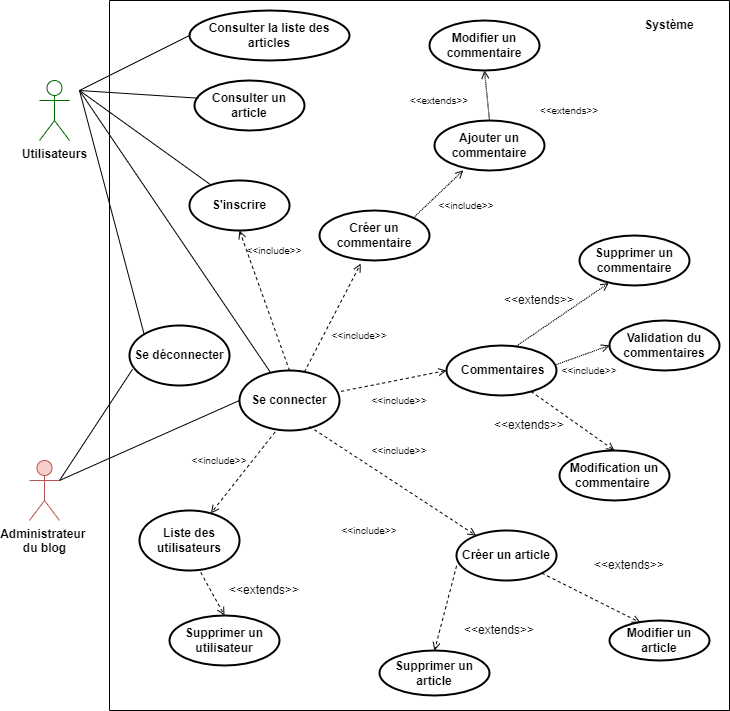 Système
Consulter la liste des
articles
Modifier un
commentaire
Consulter un
article
<<extends>>
<<extends>>
Utilisateurs
Ajouter un
commentaire
S'inscrire
<<include>>
Créer un
commentaire
<<include>>
Supprimer un
commentaire
<<extends>>
<<include>>
Validation du
commentaires
Se déconnecter
Commentaires
<<include>>
Se connecter
<<include>>
<<extends>>
<<include>>
<<include>>
Modification un
commentaire
Administrateur
du blog
Liste des
utilisateurs
<<include>>
Créer un article
<<extends>>
<<extends>>
Supprimer un
utilisateur
<<extends>>
Modifier un
article
Supprimer un
article